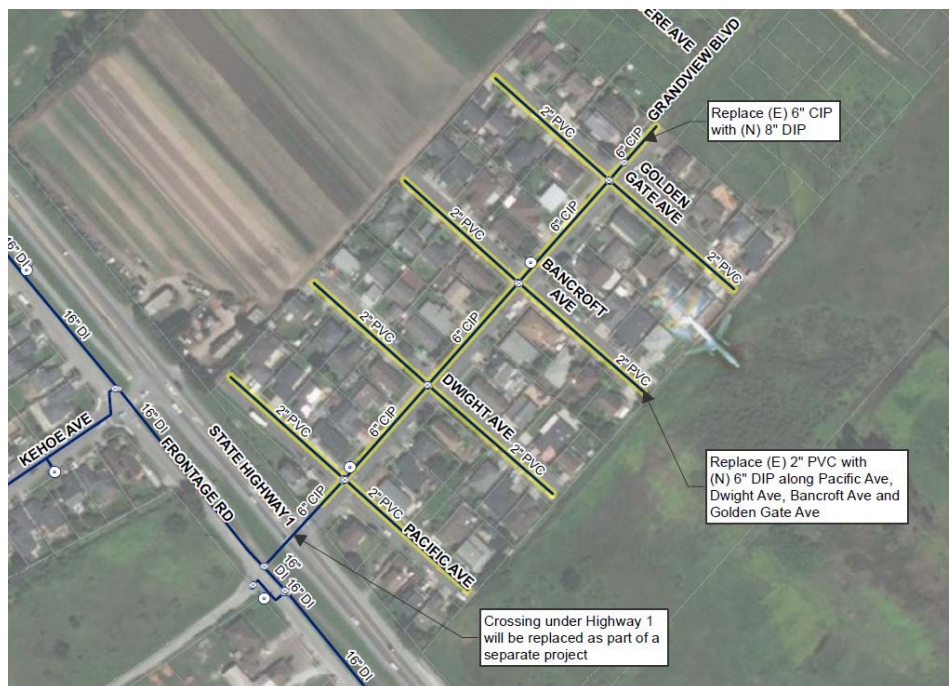 ERE AVE
GRANDVIEW BLVD
Replace (E) 6" CIP
with (N) 8" DIP
2" PVC
6" CIP
GOLDEN
GATE AVE
2" PVC
6" CIP
2" PVC
BANCROFT
AVE
16" DI
16" DI
2" PVC
6" CIP
2" PVC
DWIGHT AVE
2" PVC
6" CIP
2" PVC
KEHOE AVE
16" DI
FRONTAGE RD
STATE HIGHWAY 1
6" CIP
2" PVC
PACIFIC AVE
Replace (E) 2" PVC with
(N) 6" DIP along Pacific Ave,
Dwight Ave, Bancroft Ave and
Golden Gate Ave
16"
DI
16" DI
16" DI
Crossing under Highway 1
will be replaced as part of a
separate project